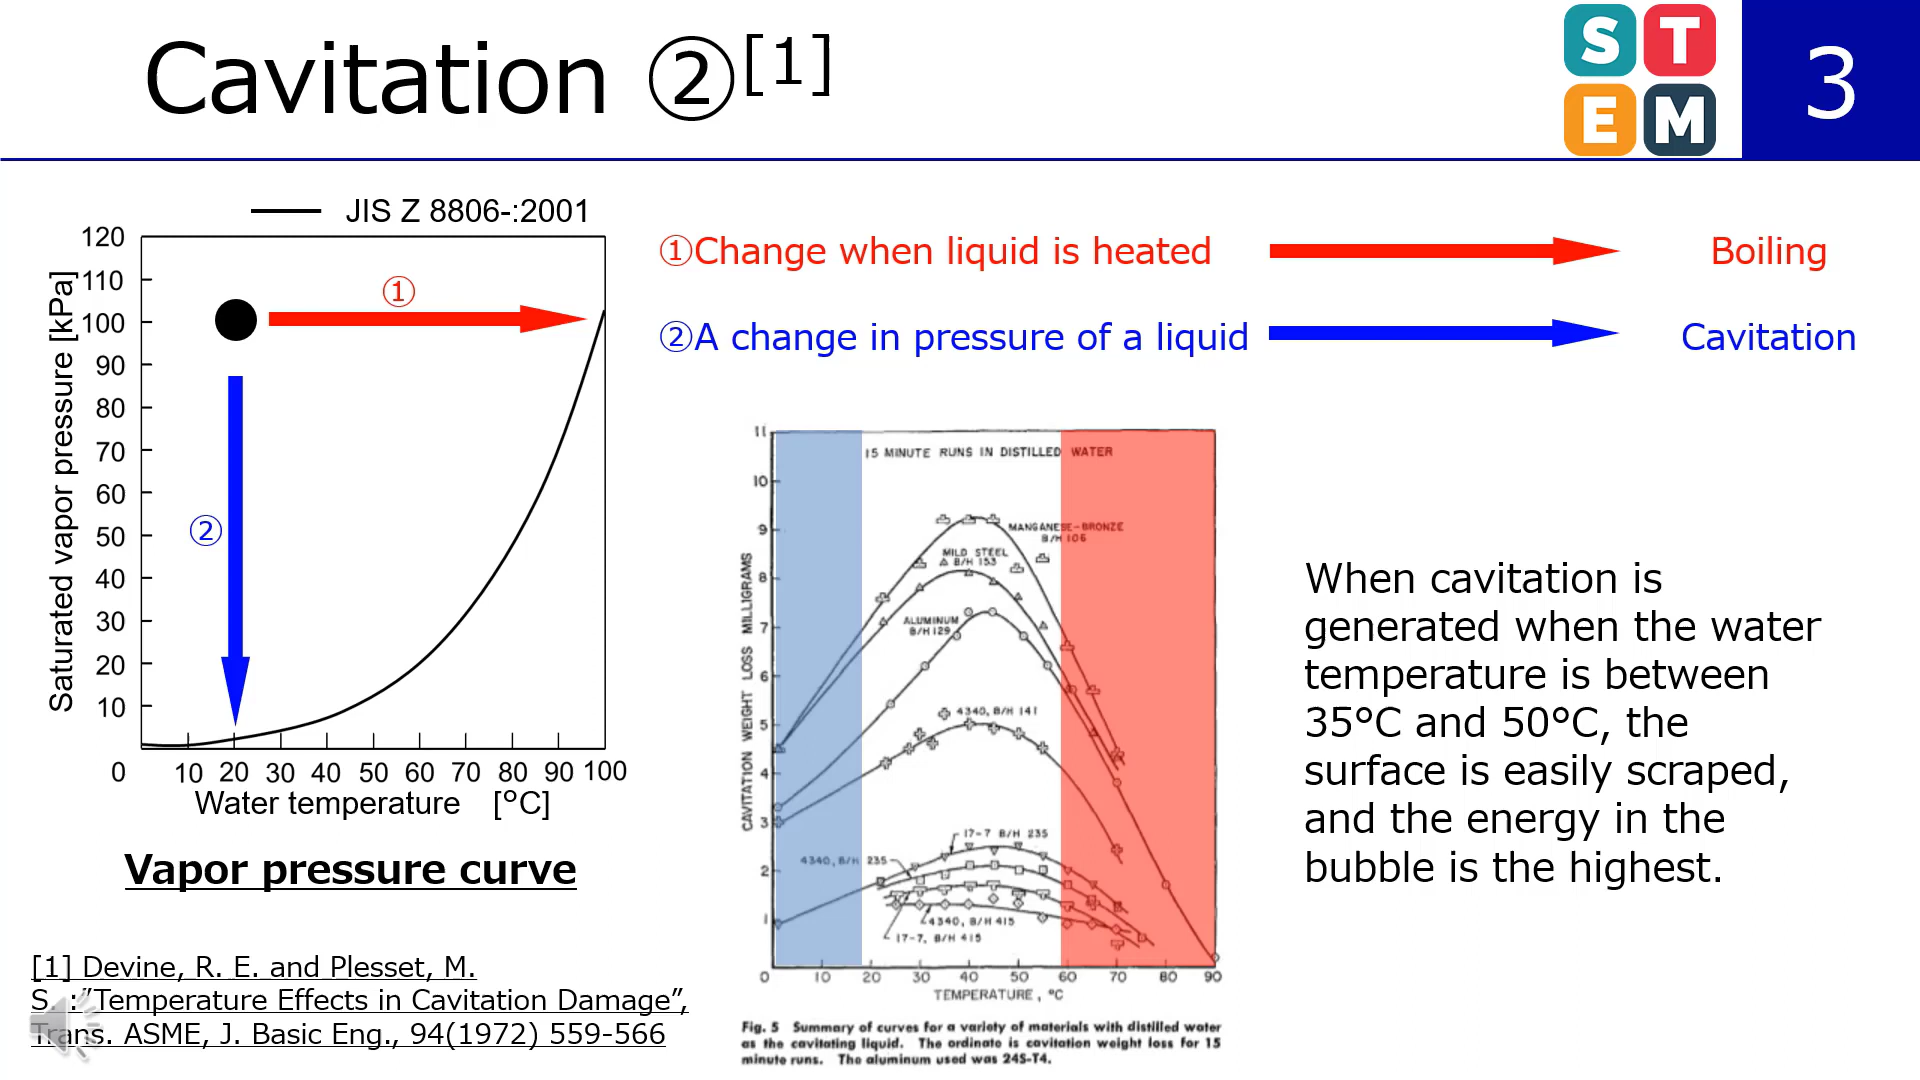 Cavitation ②[1]
S T
E M
3
JIS Z 8806-:2001
120
110
100
90
80
70
60
50
40
30
20
10
0
10 20 30 40 50 60 70 80 90 100
Saturated vapor pressure [kPa]
Water temperature [°C]
①
②
Vapor pressure curve
①Change when liquid is heated
Boiling
②A change in pressure of a liquid
Cavitation
15 MINUTE RUNS IN DISTILLED WATER
11
10
9
8
7
6
5
4
3
2
1
0 10 20 30 40 50 60 70 80 90
CAVITATION WEIGHT LOSS MILLIGRAMS
TEMPERATURE, °C
MANGANESE-BRONZE
B/H 106
MILD STEEL
B/H 153
ALUMINUM
B/H 129
4340, B/H 141
17-7 B/H 235
4340, B/H 235
4340, B/H 415
17-7, B/H 415
Fig. 5 Summary of curves for a variety of materials with distilled water
as the cavitating liquid. The ordinate is cavitation weight loss for 15
minute runs. The aluminum used was 24S-T4.
When cavitation is
generated when the water
temperature is between
35°C and 50°C, the
surface is easily scraped,
and the energy in the
bubble is the highest.
[1] Devine, R. E. and Plesset, M.
S. :”Temperature Effects in Cavitation Damage”,
Trans. ASME, J. Basic Eng., 94(1972) 559-566